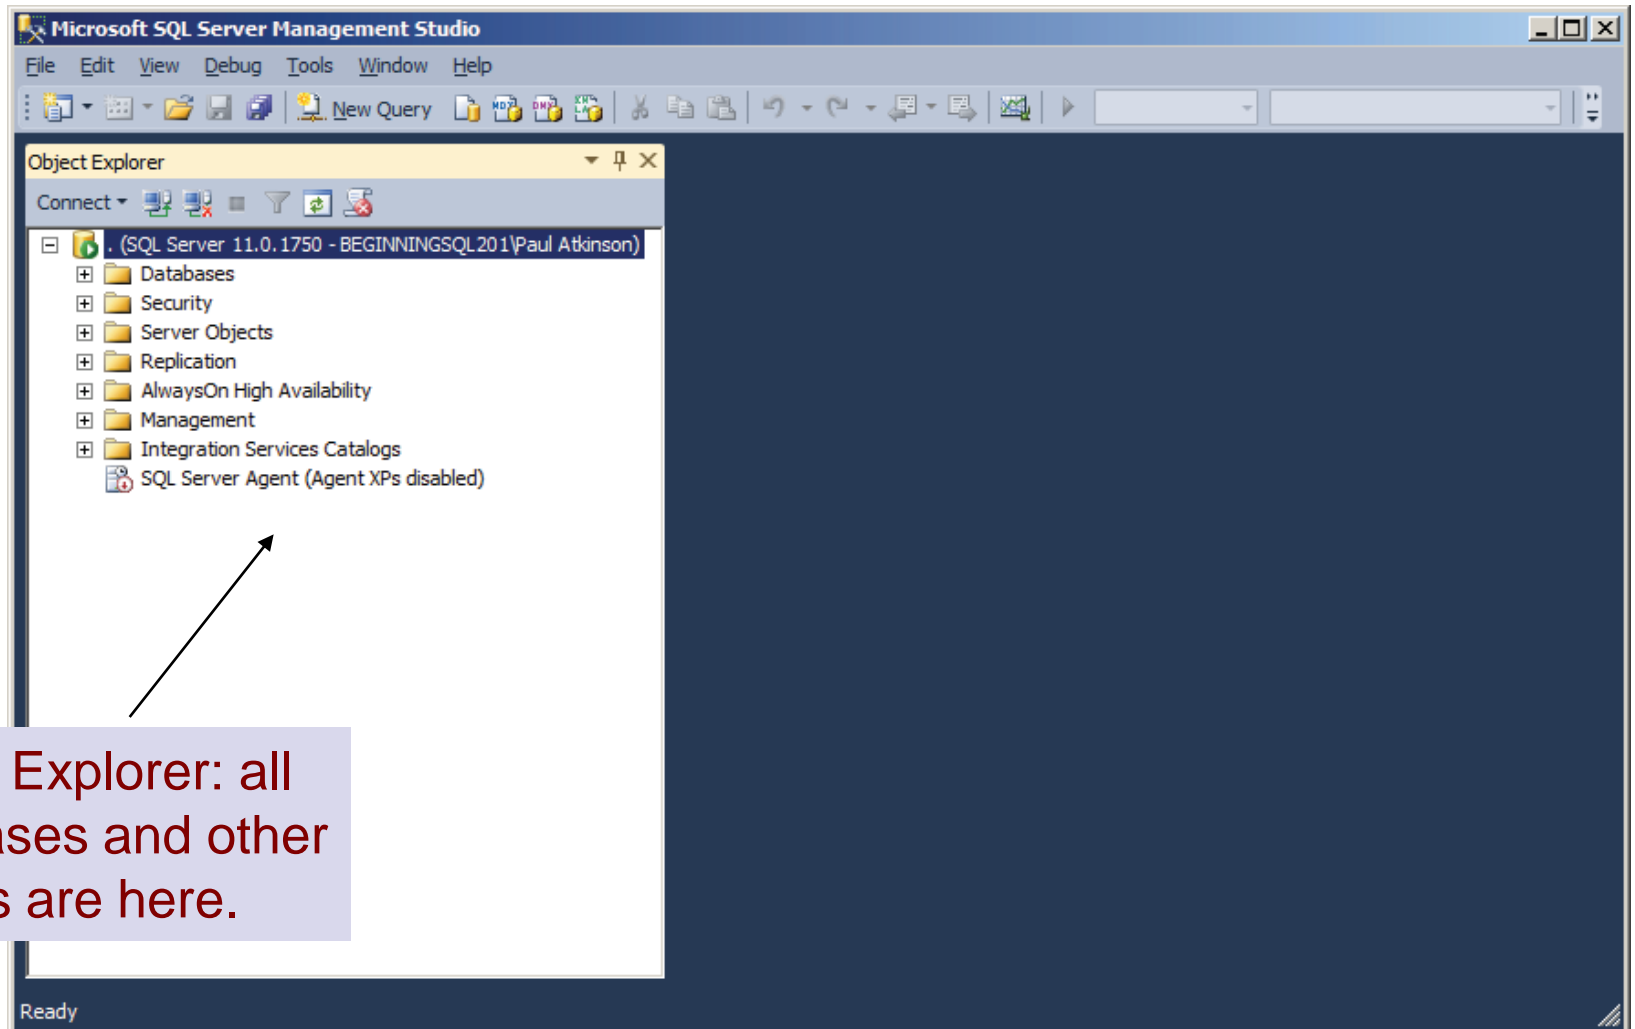 Microsoft SQL Server Management Studio
File Edit View Debug Tools Window Help
New Query
Object Explorer
Connect
. (SQL Server 11.0.1750 - BEGINNINGSQL201\Paul Atkinson)
Databases
Security
Server Objects
Replication
AlwaysOn High Availability
Management
Integration Services Catalogs
SQL Server Agent (Agent XPs disabled)
Explorer: all
ases and other
s are here.
Ready